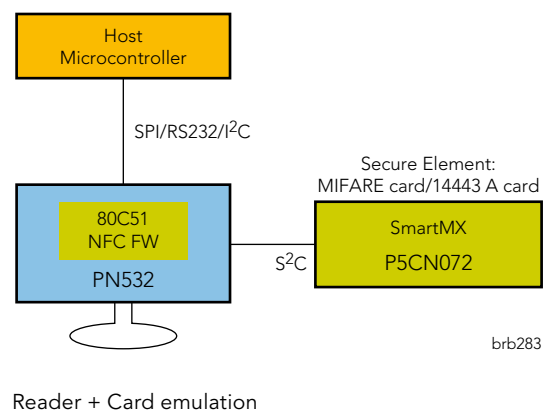 Host
Microcontroller
SPI/RS232/I²C
Secure Element:
MIFARE card/14443 A card
80C51
NFC FW
PN532
S²C
SmartMX
P5CN072
brb283
Reader + Card emulation